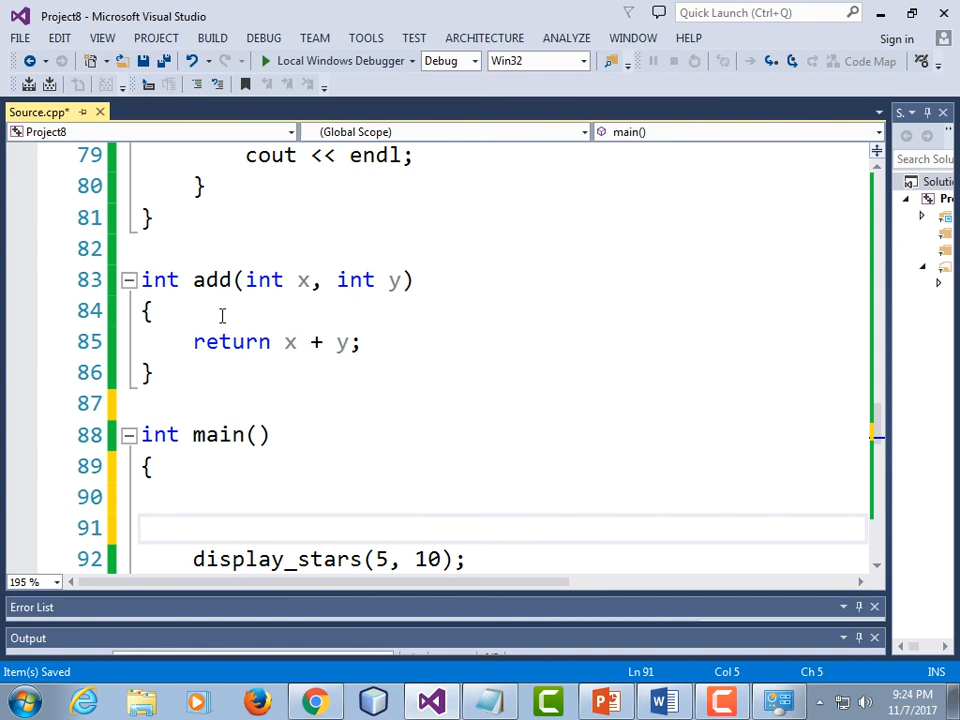 Project8 - Microsoft Visual Studio
Quick Launch (Ctrl+Q)
FILE EDIT VIEW PROJECT BUILD DEBUG TEAM TOOLS TEST ARCHITECTURE ANALYZE WINDOW HELP Sign in
Local Windows Debugger Debug Win32 Code Map
Source.cpp*
Project8 (Global Scope) main()
S..
Search Solu
Soluti
Pr
79 cout << endl;
80 }
81 }
82
83 int add(int x, int y)
84 {
85 return x + y;
86 }
87
88 int main()
89 {
90
91
92 display_stars(5, 10);
195 %
Error List
Output
Item(s) Saved Ln 91 Col 5 Ch 5 INS
9:24 PM
11/7/2017